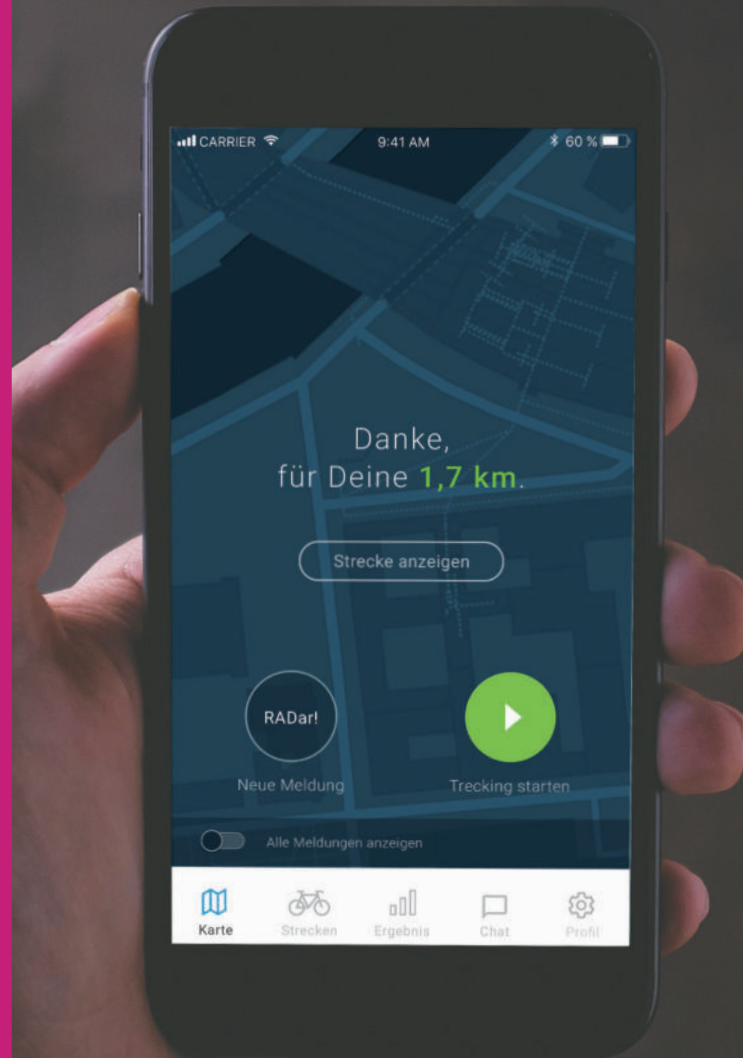 CARRIER 9:41 AM 60 %
Danke,
für Deine 1,7 km.
Strecke anzeigen
RADar!
Neue Meldung Trecking starten
Alle Meldungen anzeigen
Karte Strecken Ergebnis Chat Profil